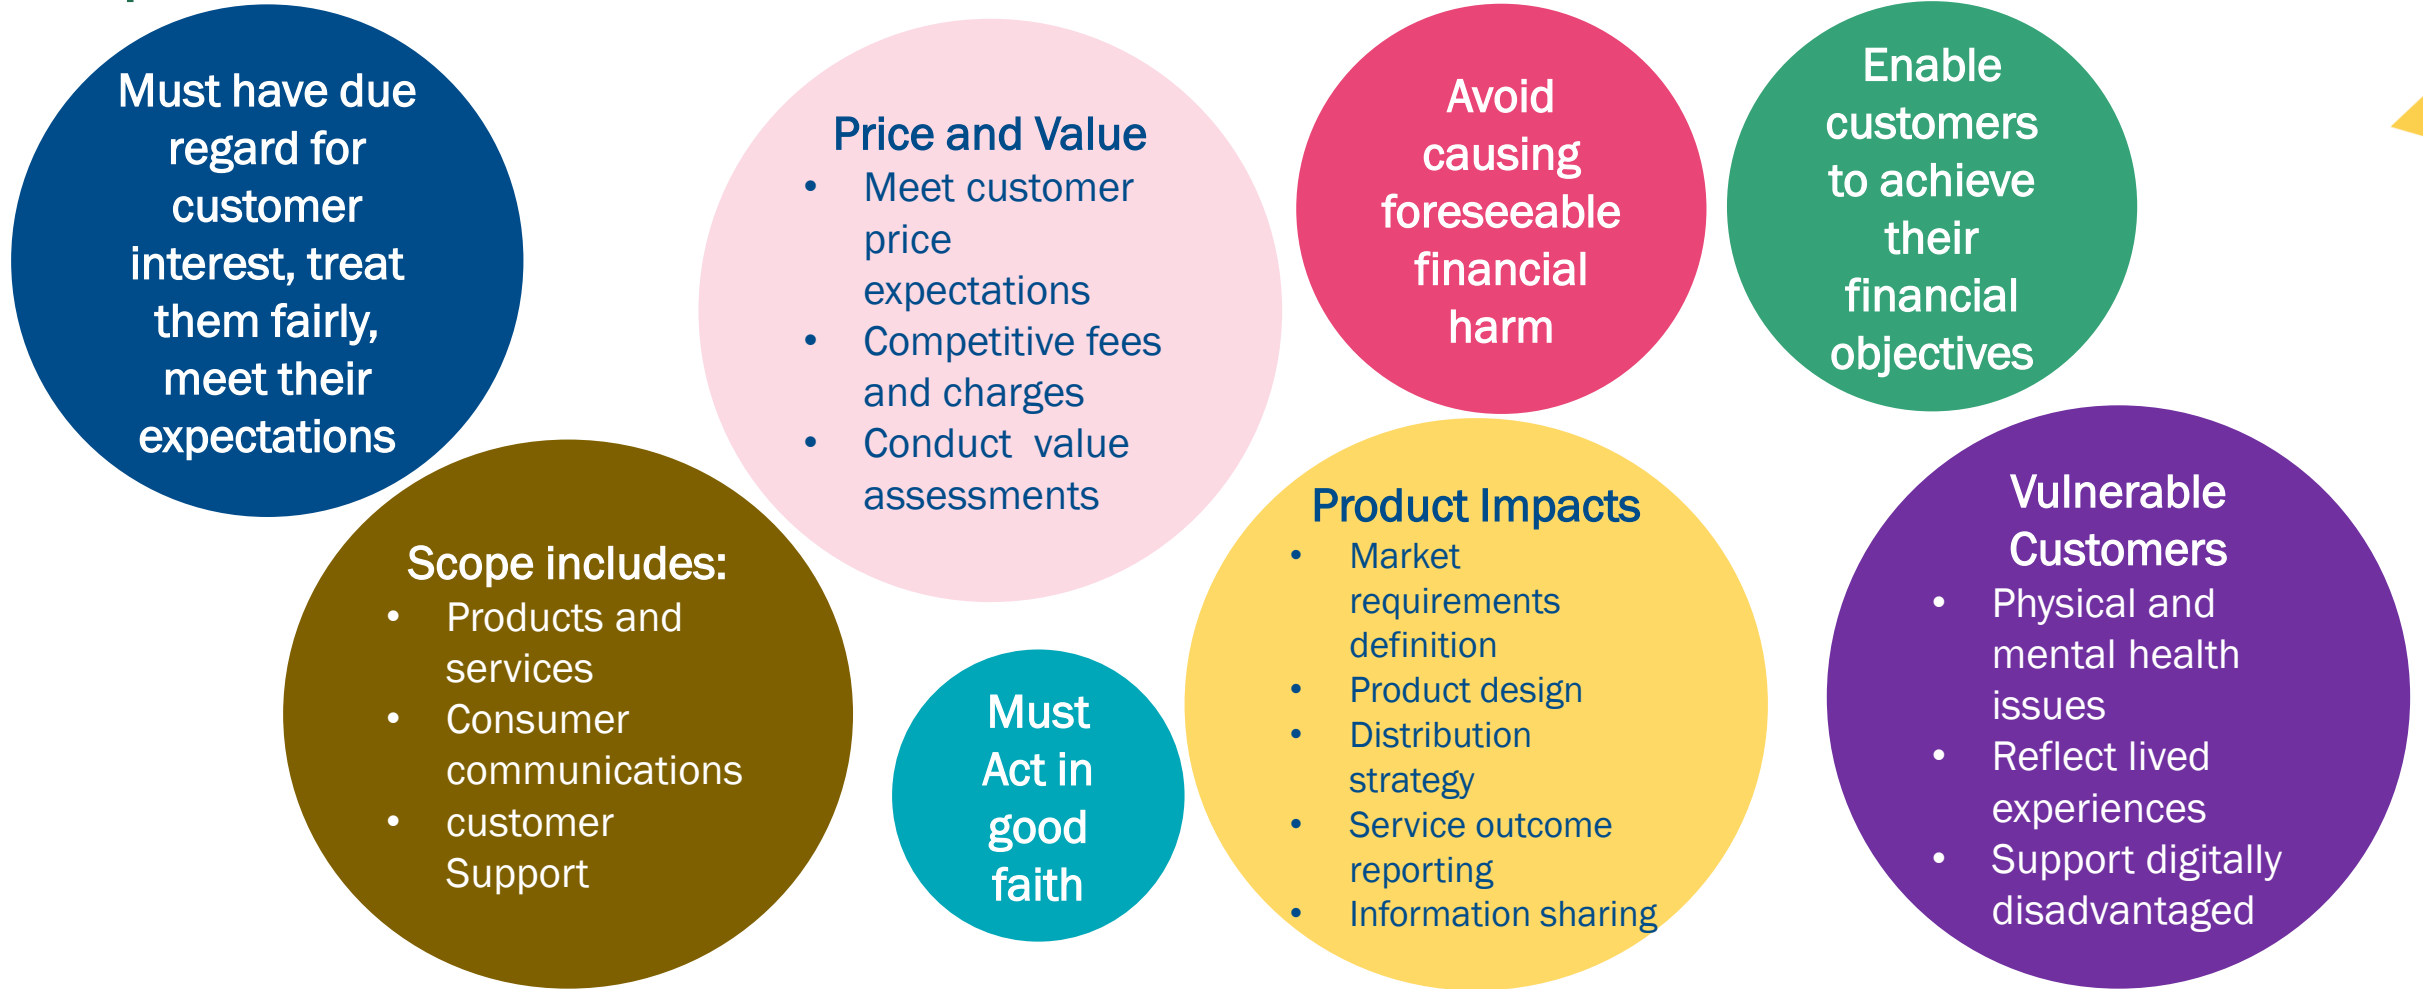 Must have due
regard for
customer
interest, treat
them fairly,
meet their
expectations
Price and Value
• Meet customer
price
expectations
• Competitive fees
and charges
• Conduct  value
assessments
Avoid
causing
foreseeable
financial
harm
Enable
customers
to achieve
their
financial
objectives
Scope includes:
• Products and
services
• Consumer
communications
• customer
Support
Must
Act in
good
faith
Product Impacts
• Market
requirements
definition
• Product design
• Distribution
strategy
• Service outcome
reporting
• Information sharing
Vulnerable
Customers
• Physical and
mental health
issues
• Reflect lived
experiences
• Support digitally
disadvantaged